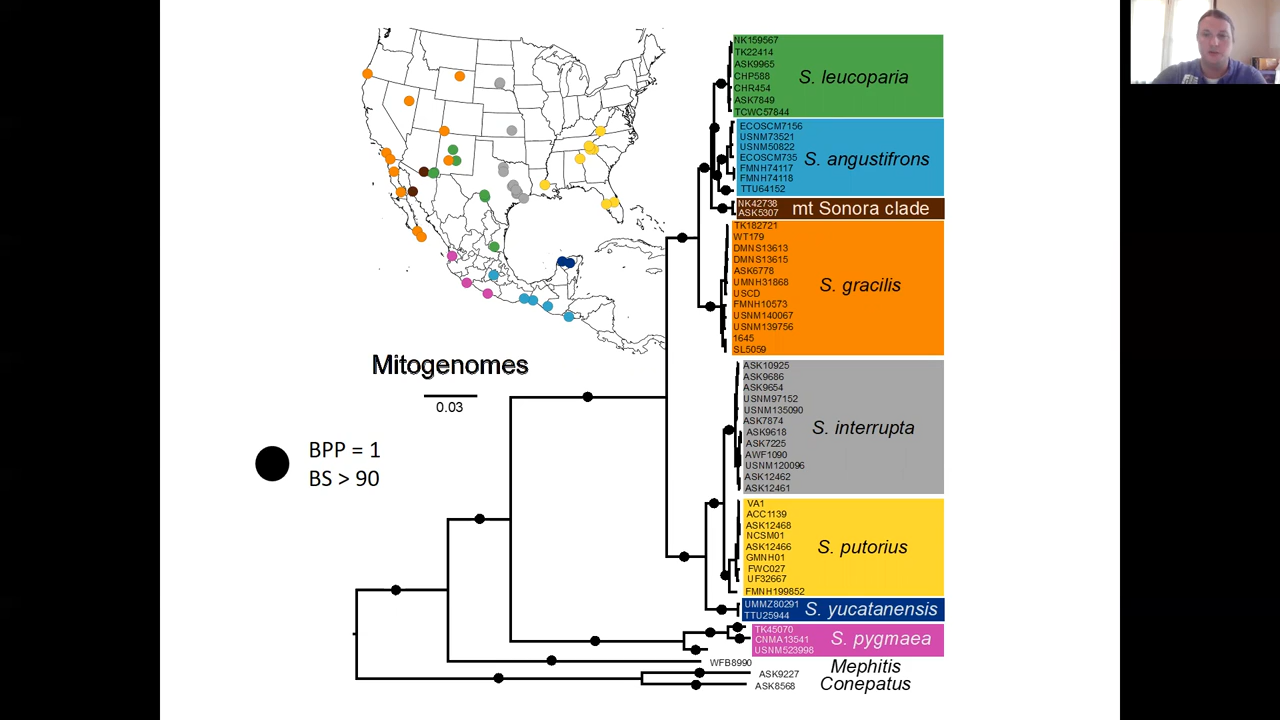 NK159567
TK22414
ASK9965
CHP588
CHR454
ASK7849
TCWC57844
S. leucoparia
ECOSCM7156
USNM73521
USNM50822
ECOSCM735
FMNH74117
FMNH74118
TTU64152
S. angustifrons
NK42738
ASK5307
mt Sonora clade
TK182721
WT179
DMNS13613
DMNS13615
ASK6778
UMNH31868
USCD
FMNH10573
USNM140067
USNM139756
1645
SL5059
S. gracilis
Mitogenomes
0.03
BPP = 1
BS > 90
ASK10925
ASK9686
ASK9654
USNM97152
USNM135090
ASK7874
ASK9618
ASK7225
AWF1090
USNM120096
ASK12462
ASK12461
S. interrupta
VA1
ACC1139
ASK12468
NCSM01
ASK12466
GMNH01
FWC027
UF32667
FMNH199852
S. putorius
UMMZ80291
TTU25944
S. yucatanensis
TK45070
CNMA13541
USNM523998
S. pygmaea
WFB8990
Mephitis
ASK9227
ASK8568
Conepatus